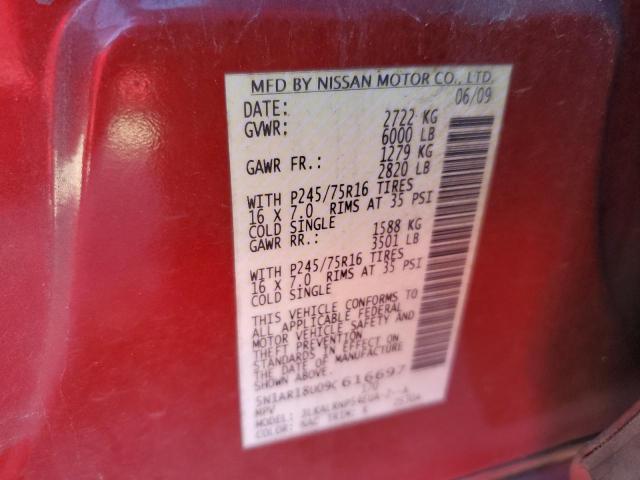 MFD BY NISSAN MOTOR CO., LTD.
DATE: 06/09
GVWR: 2722 KG
6000 LB
GAWR FR.: 1279 KG
2820 LB
WITH P245/75R16 TIRES
16 X 7.0 RIMS AT 35 PSI
COLD SINGLE
GAWR RR.: 1588 KG
3501 LB
WITH P245/75R16 TIRES
16 X 7.0 RIMS AT 35 PSI
COLD SINGLE
THIS VEHICLE CONFORMS TO
ALL APPLICABLE FEDERAL
MOTOR VEHICLE SAFETY AND
THEFT PREVENTION
STANDARDS IN EFFECT
ON THE DATE OF MANUFACTURE
SHOWN ABOVE.
5N1AR18U09C616697
MPV
MODEL:
COLOR: TRIM: